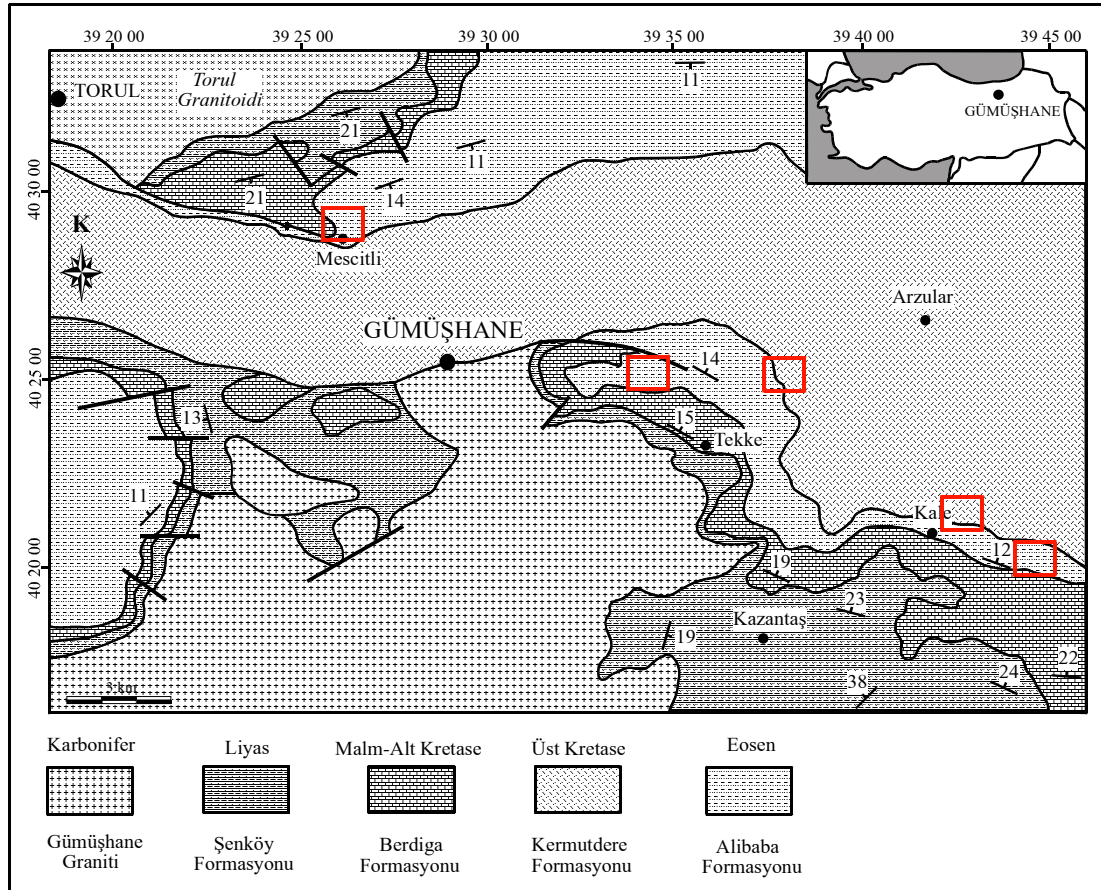 39 20 00
39 25 00
39 30 00
39 35 00
39 40 00
39 45 00
TORUL
Torul
Granitoidi
11
GÜMÜŞHANE
21
11
40 30 00
21
14
K
Mescitli
Arzular
GÜMÜŞHANE
14
40 25 00
13
15
Tekke
11
Kale
12
40 20 00
19
23
Kazantaş
19
22
24
38
3 km
Karbonifer
Liyas
Malm-Alt Kretase
Üst Kretase
Eosen
Gümüşhane
Graniti
Şenköy
Formasyonu
Berdiga
Formasyonu
Kermutdere
Formasyonu
Alibaba
Formasyonu